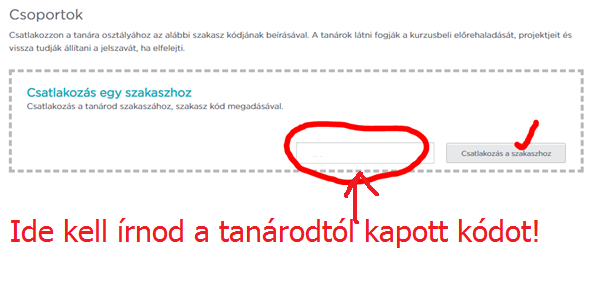 Csoportok
Csatlakozzon a tanára osztályához az alábbi szakasz kódjának beírásával. A tanárok látni fogják a kurzusbeli előrehaladását, projektjeit és
vissza tudják állítani a jelszavát, ha elfelejti.
Csatlakozás egy szakaszhoz
Csatlakozás a tanárod szakaszához, szakasz kód megadásával.
Csatlakozás a szakaszhoz
Ide kell írnod a tanárodtól kapott kódot!